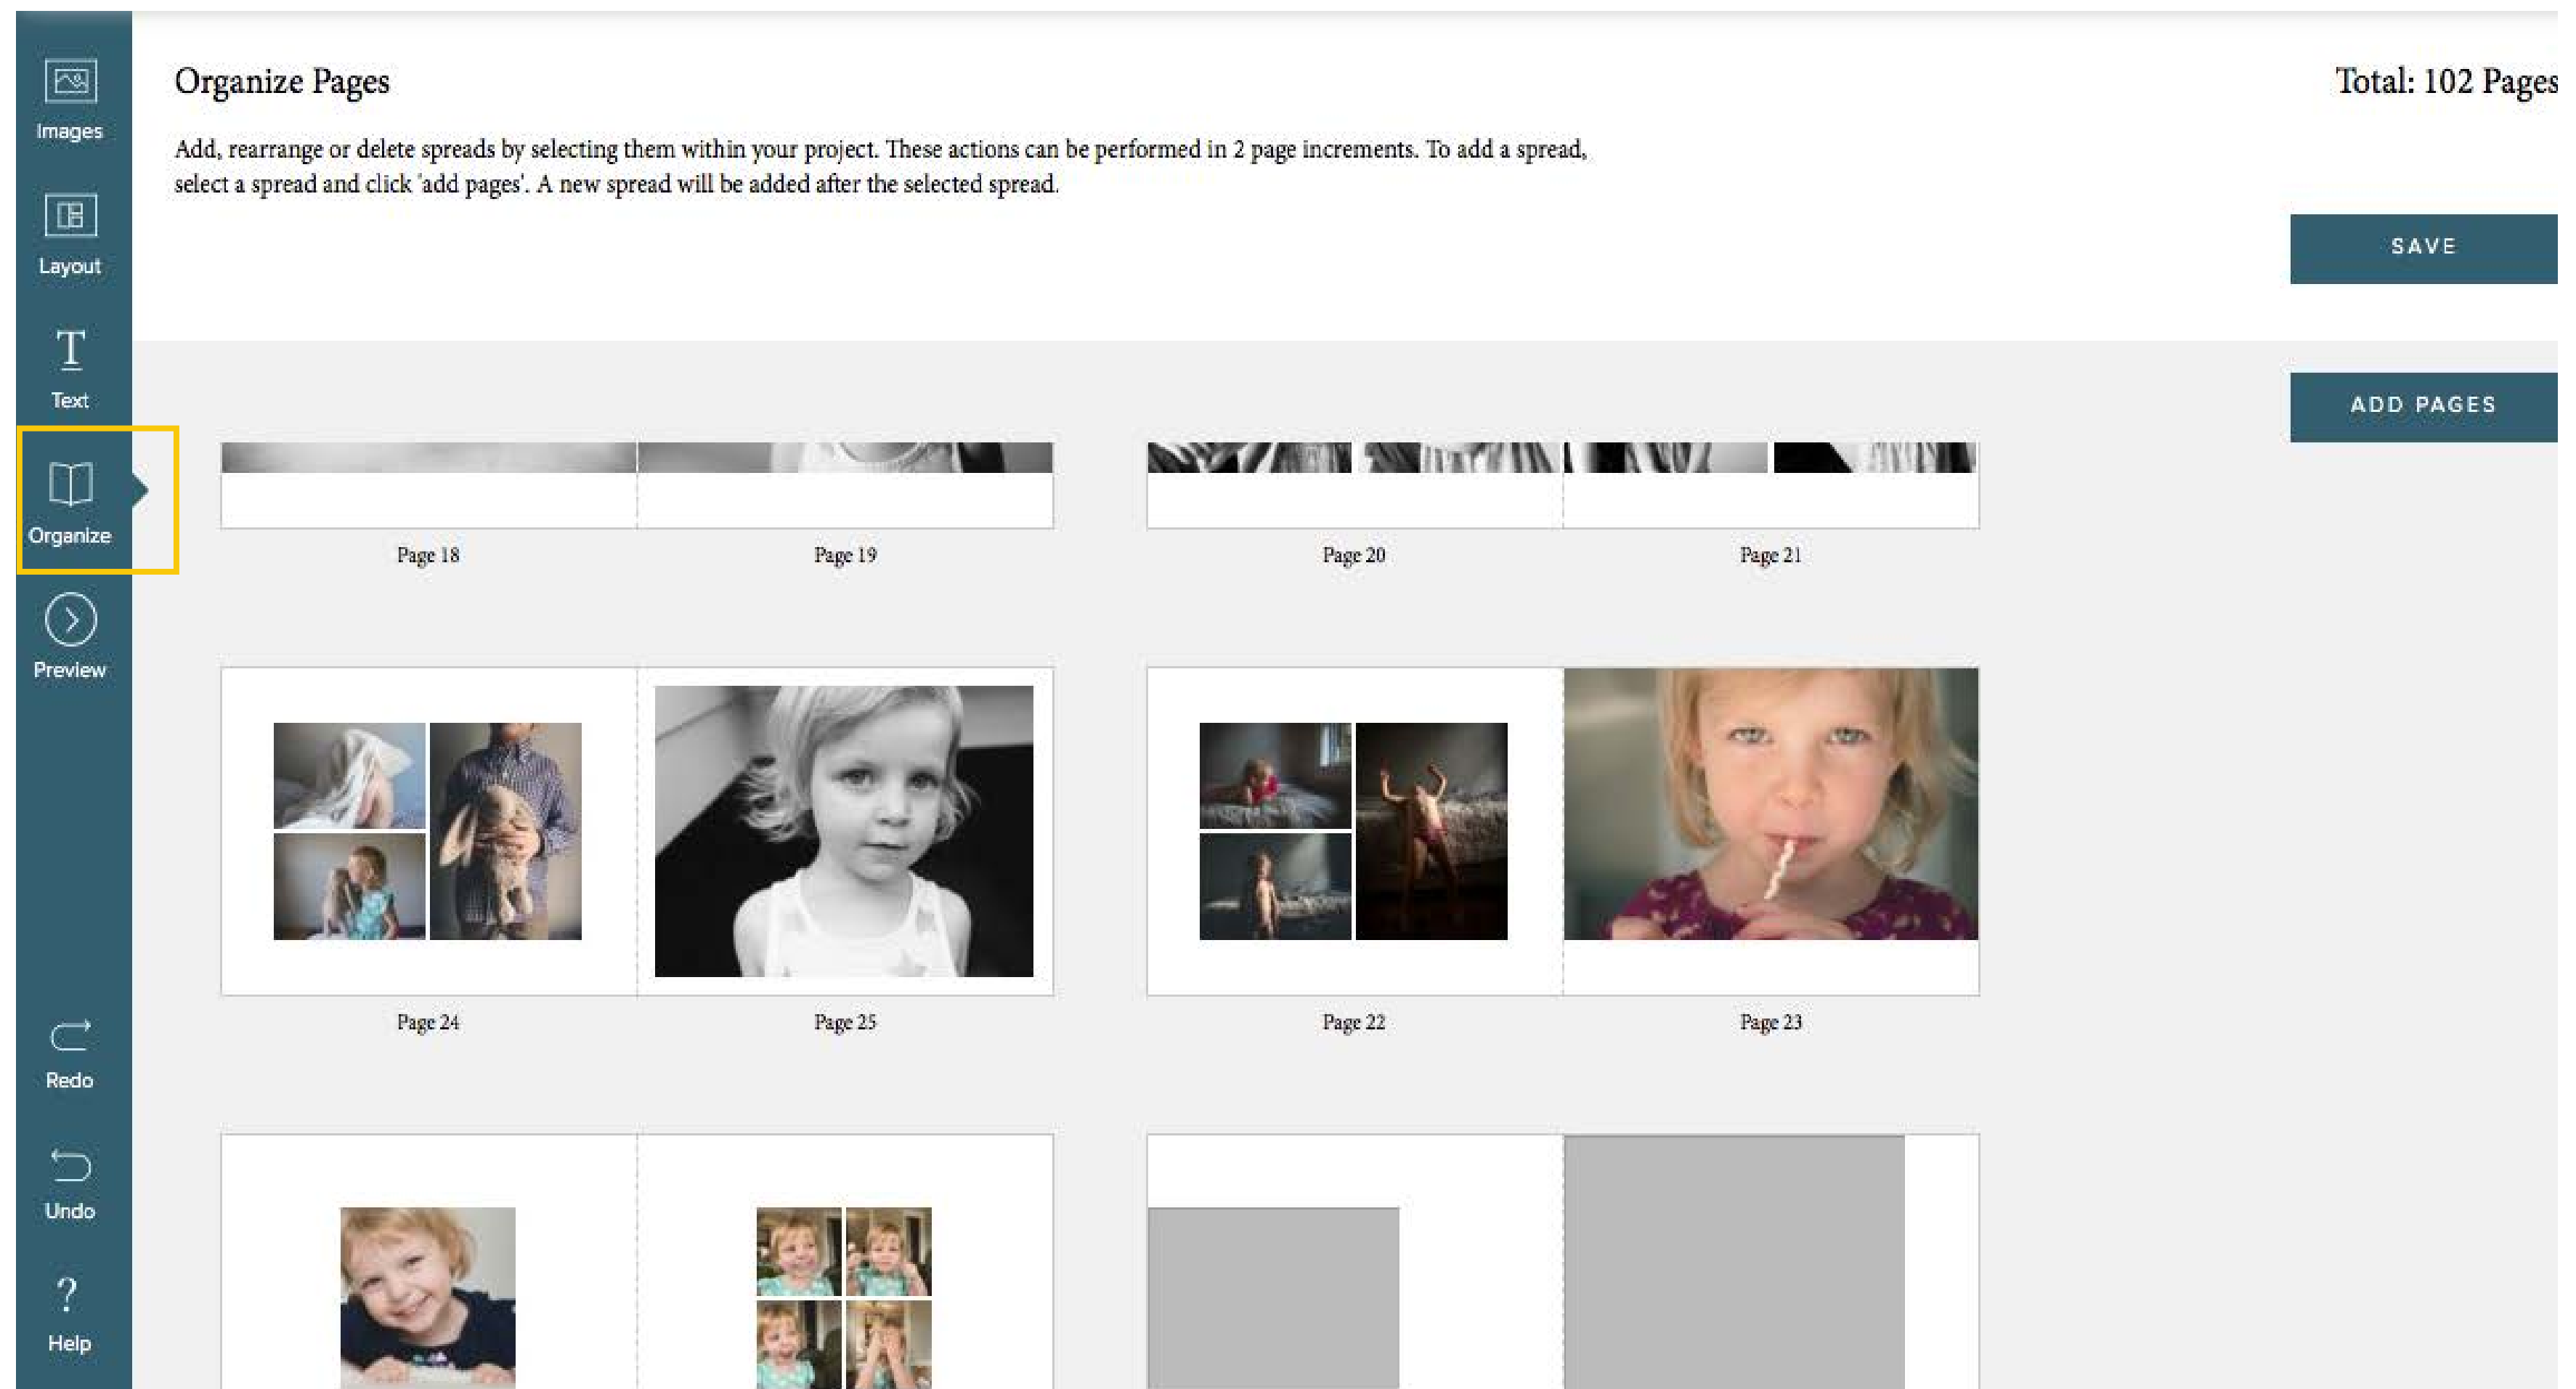 Images
Layout
Text
Organize
Preview
Redo
Undo
Help
Organize Pages
Total: 102 Pages
Add, rearrange or delete spreads by selecting them within your project. These actions can be performed in 2 page increments. To add a spread,
select a spread and click 'add pages'. A new spread will be added after the selected spread.
SAVE
ADD PAGES
Page 18
Page 19
Page 20
Page 21
Page 24
Page 25
Page 22
Page 23